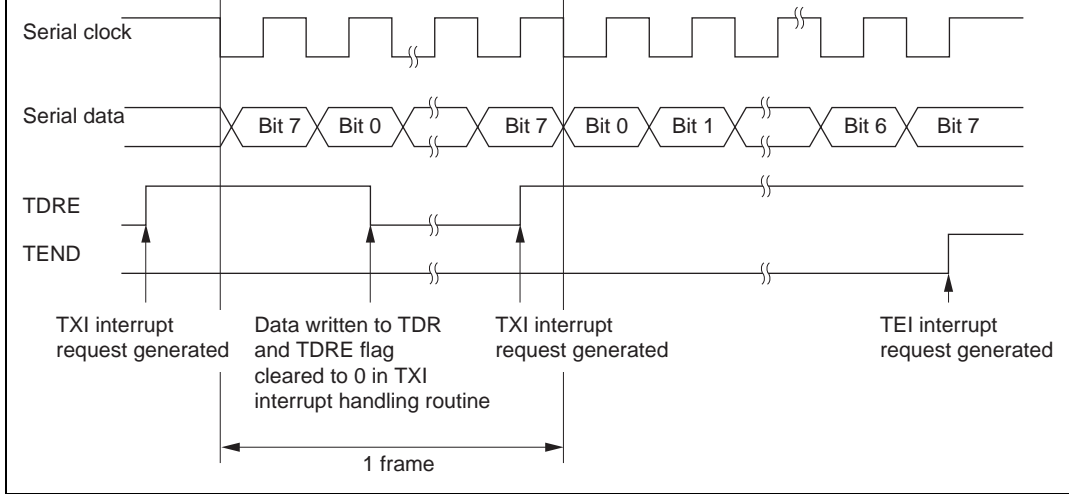 Serial clock
Serial data
Bit 7
Bit 0
Bit 7
Bit 0
Bit 1
Bit 6
Bit 7
TDRE
TEND
TXI interrupt
request generated
Data written to TDR
and TDRE flag
cleared to 0 in TXI
interrupt handling routine
TXI interrupt
request generated
TEI interrupt
request generated
1 frame